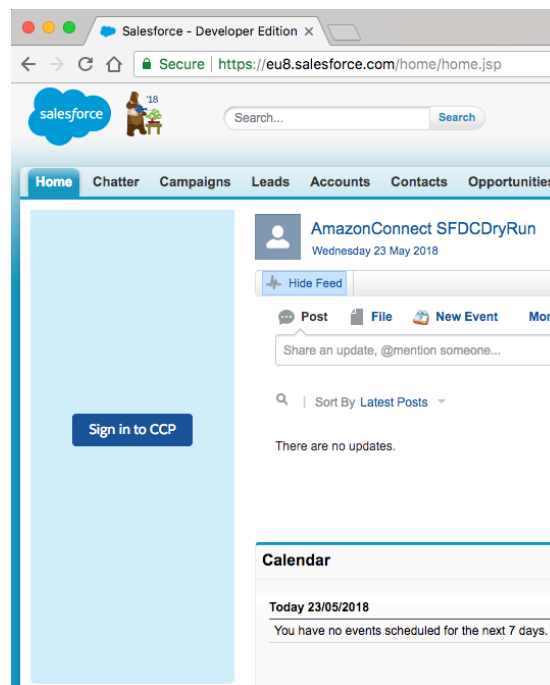 Salesforce - Developer Edition
Secure | https://eu8.salesforce.com/home/home.jsp
salesforce
'18
Search...
Search
Home Chatter Campaigns Leads Accounts Contacts Opportunities
AmazonConnect SFDCDryRun
Wednesday 23 May 2018
Hide Feed
Post File New Event Mor
Share an update, @mention someone...
Sort By Latest Posts
Sign in to CCP
There are no updates.
Calendar
Today 23/05/2018
You have no events scheduled for the next 7 days.